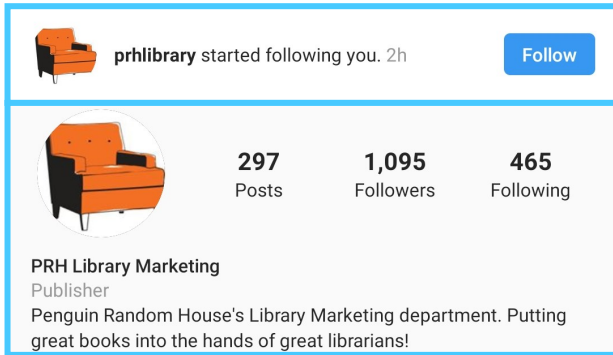 prhlibrary started following you. 2h
Follow
297
1,095
465
Posts
Followers
Following
PRH Library Marketing
Publisher
Penguin Random House's Library Marketing department. Putting
great books into the hands of great librarians!